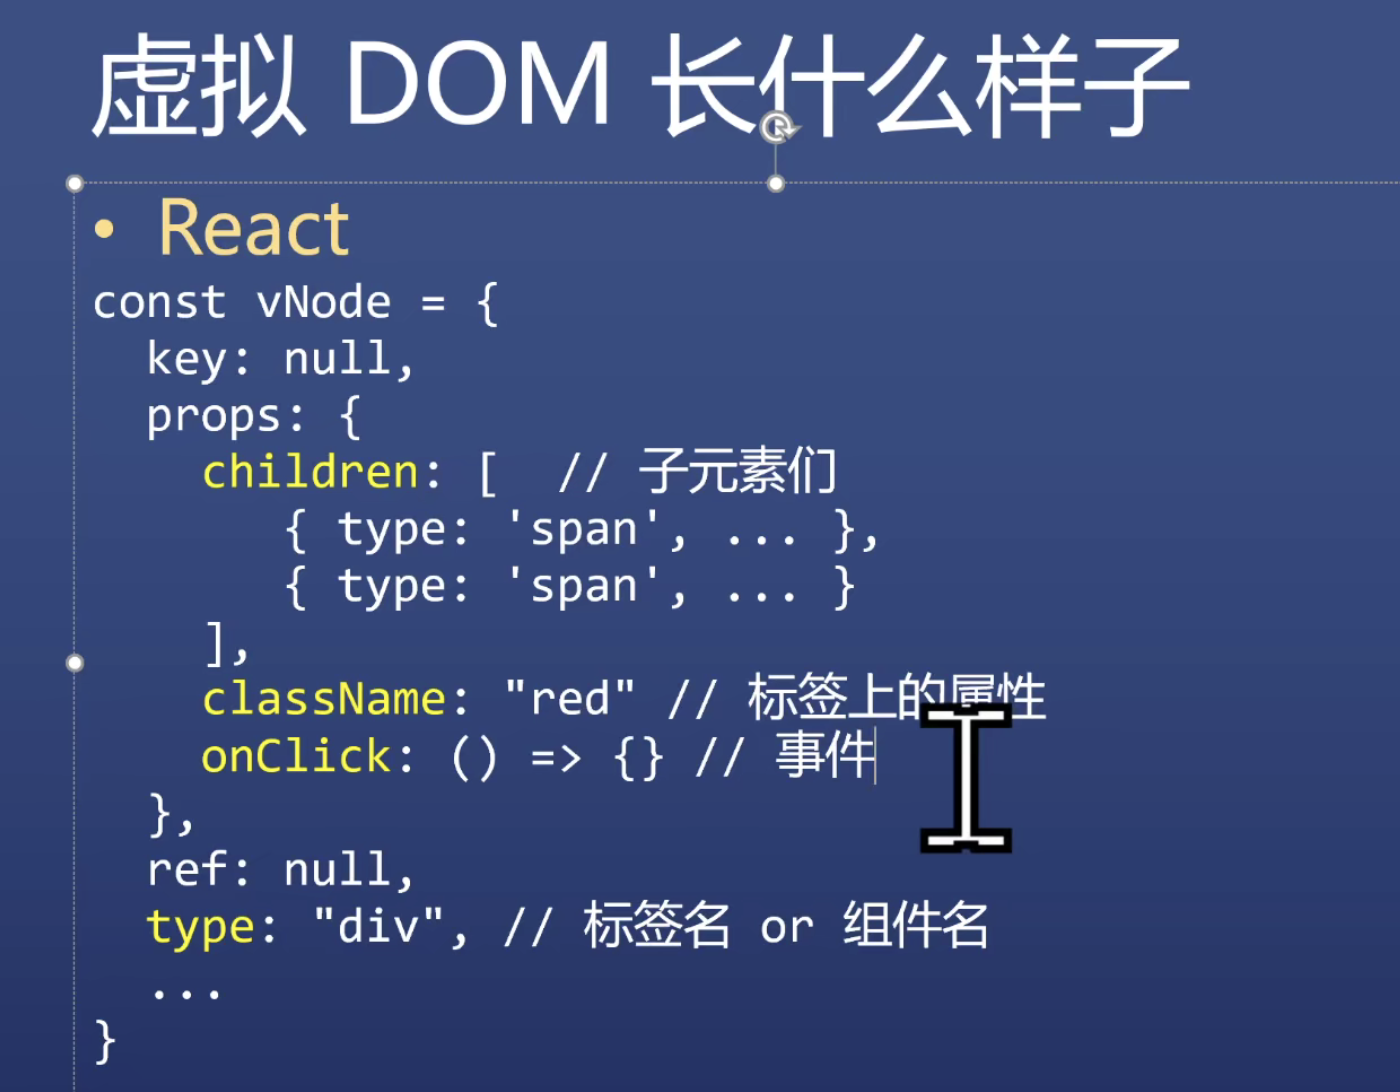 虚拟 DOM 长什么样子
• React
const vNode = {
key: null,
props: {
children: [ // 子元素们
{ type: 'span', ... },
{ type: 'span', ... }
],
className: "red" // 标签上的属性
onClick: () => {} // 事件
},
ref: null,
type: "div", // 标签名 or 组件名
...
}